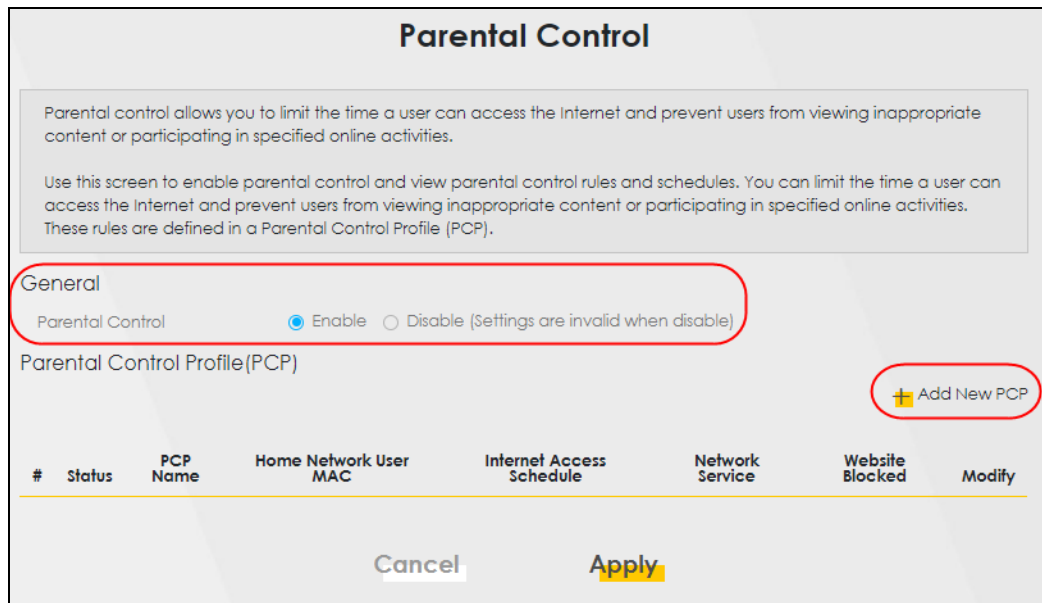 Parental Control
Parental control allows you to limit the time a user can access the Internet and prevent users from viewing inappropriate
content or participating in specified online activities.
Use this screen to enable parental control and view parental control rules and schedules. You can limit the time a user can
access the Internet and prevent users from viewing inappropriate content or participating in specified online activities.
These rules are defined in a Parental Control Profile (PCP).
General
Parental Control Enable Disable (Settings are invalid when disable)
Parental Control Profile(PCP)
+ Add New PCP
# Status PCP Name Home Network User MAC Internet Access Schedule Network Service Website Blocked Modify
Cancel Apply